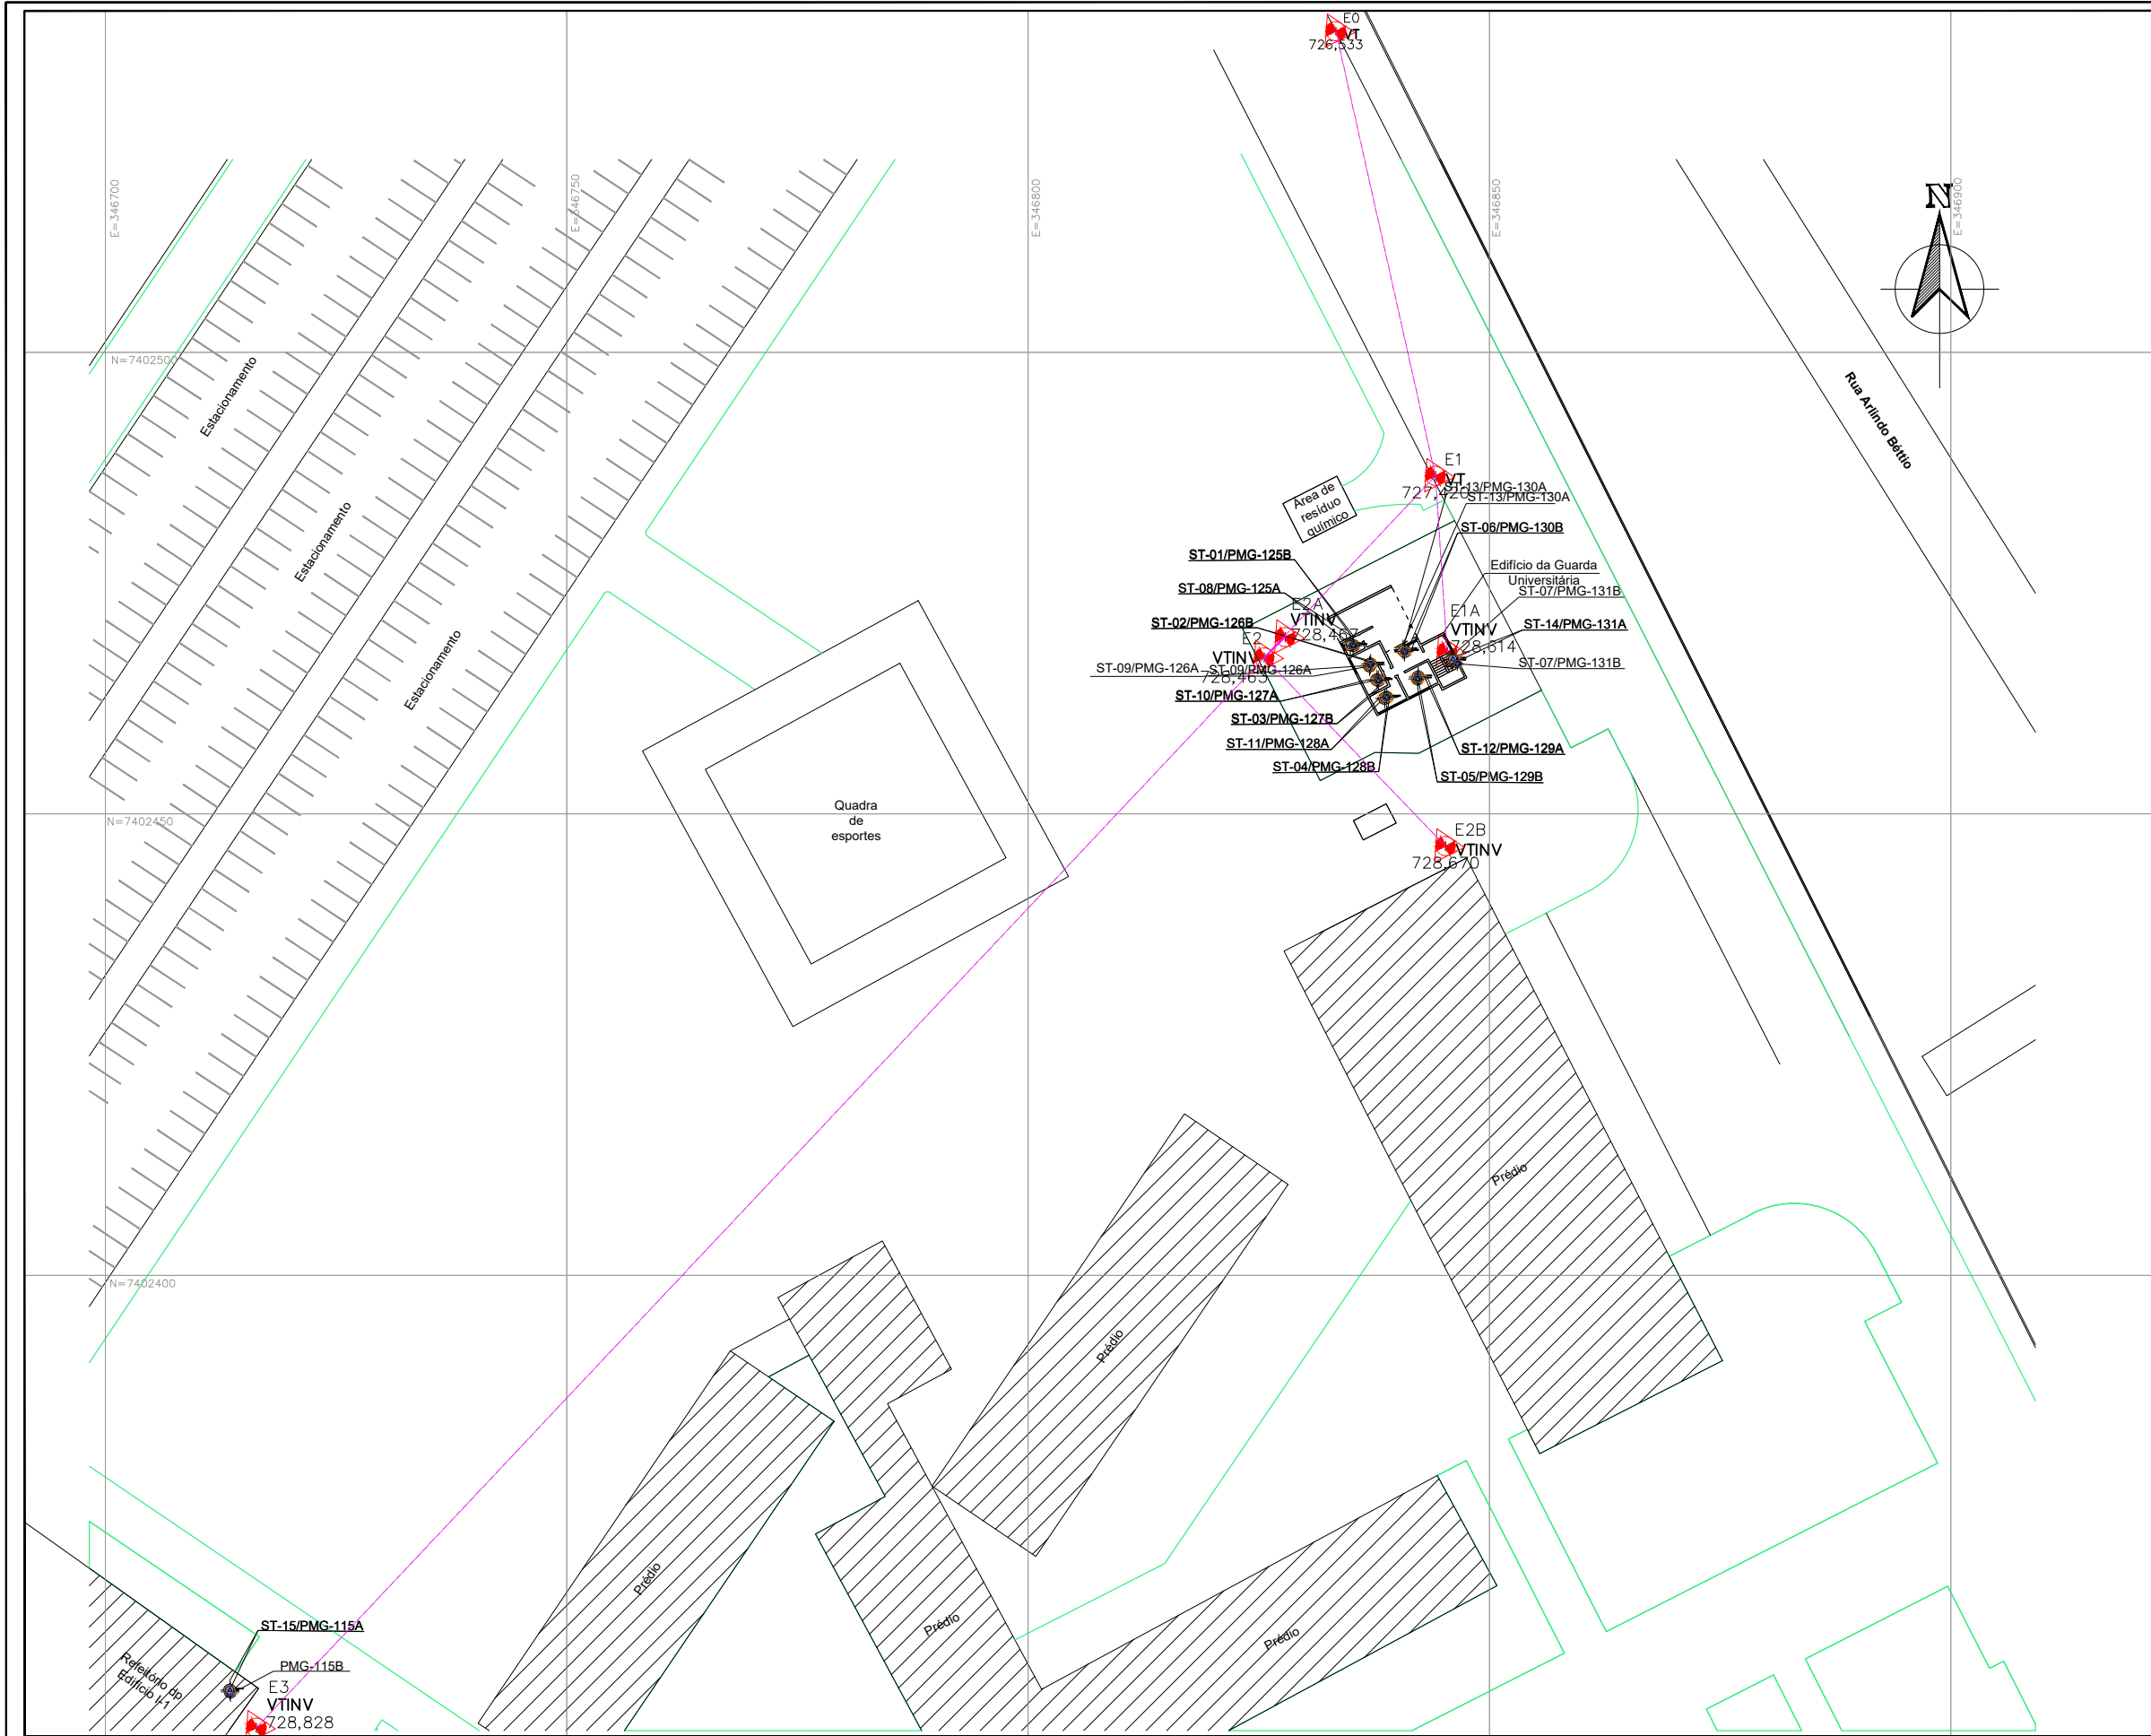 E0
VT
726,533
E=346700
E=346750
E=346800
E=346850
E=346900
N
N=7402500
Estacionamento
Estacionamento
Estacionamento
Rua Arlindo Béttio
E1
VT
727,420
Área de
resíduo
químico
ST-13/PMG-130A
ST-13/PMG-130A
ST-06/PMG-130B
ST-01/PMG-125B
Edifício da Guarda
Universitária
ST-08/PMG-125A
ST-07/PMG-131B
E2A
VTINV
728,467
E1A
VTINV
728,614
ST-02/PMG-126B
ST-14/PMG-131A
E2
VTINV
728,463
ST-09/PMG-126A
ST-09/PMG-126A
ST-07/PMG-131B
ST-10/PMG-127A
ST-03/PMG-127B
ST-11/PMG-128A
ST-12/PMG-129A
ST-04/PMG-128B
ST-05/PMG-129B
Quadra
de
esportes
N=7402450
E2B
VTINV
728,670
Prédio
N=7402400
Prédio
Prédio
Prédio
Prédio
ST-15/PMG-115A
PMG-115B
Refeitório dp
Edifício I-1
E3
VTINV
728,828